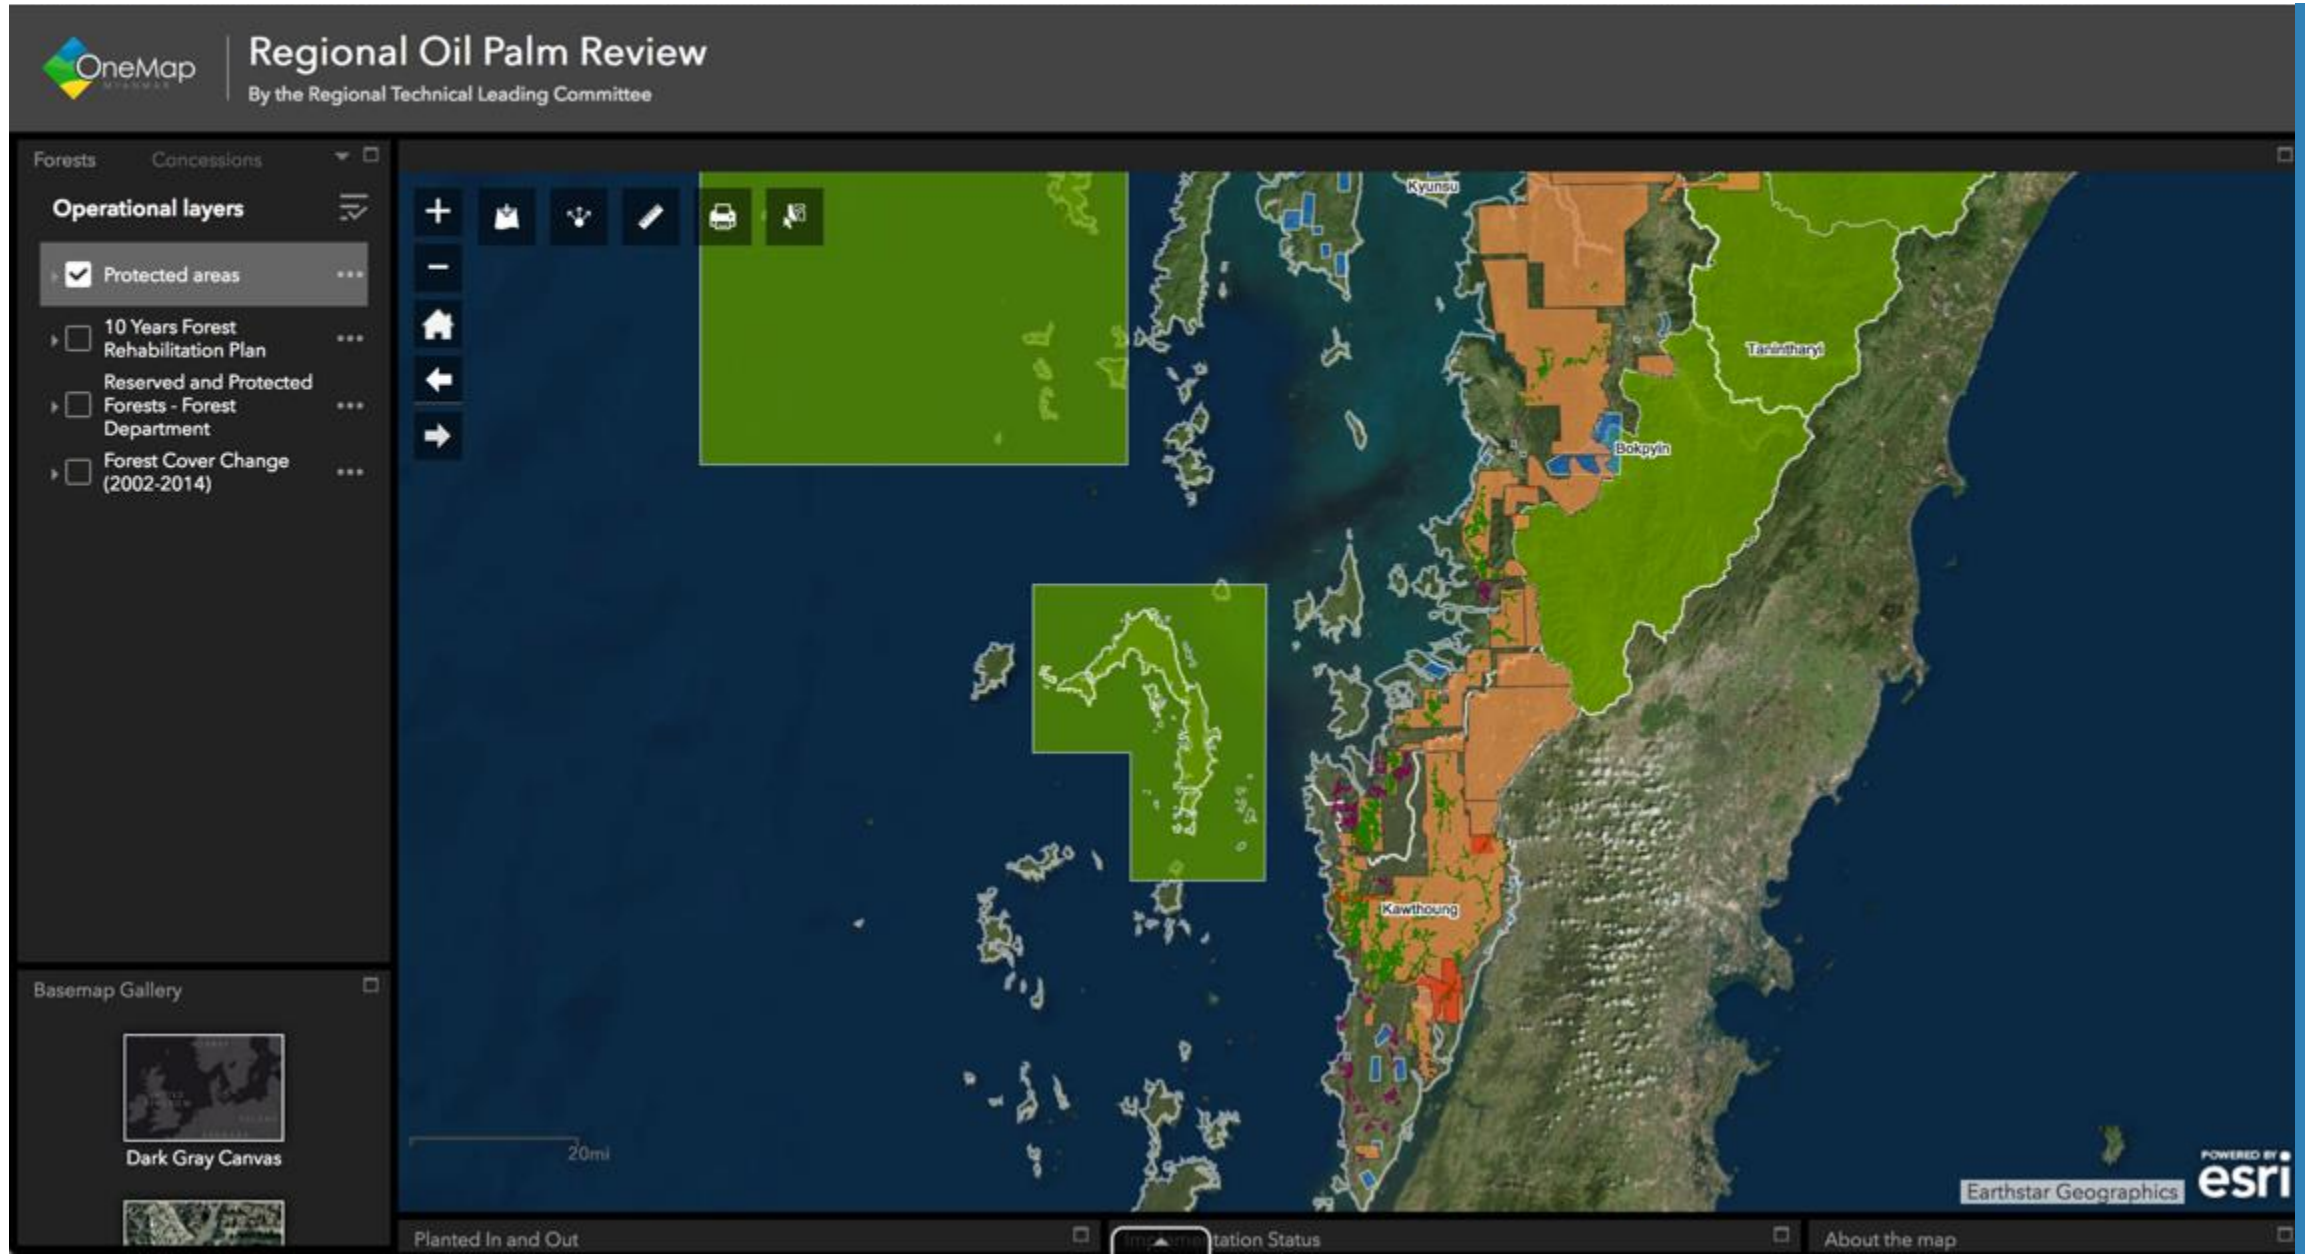 OneMap
MYANMAR
Regional Oil Palm Review
By the Regional Technical Leading Committee
Forests
Concessions
Operational layers
Protected areas
10 Years Forest
Rehabilitation Plan
Reserved and Protected
Forests - Forest
Department
Forest Cover Change
(2002-2014)
Kyunsu
Tanintharyi
Bokpyin
Kawthoung
20mi
POWERED BY
esri
Earthstar Geographics
Basemap Gallery
Dark Gray Canvas
Planted In and Out
Implementation Status
About the map